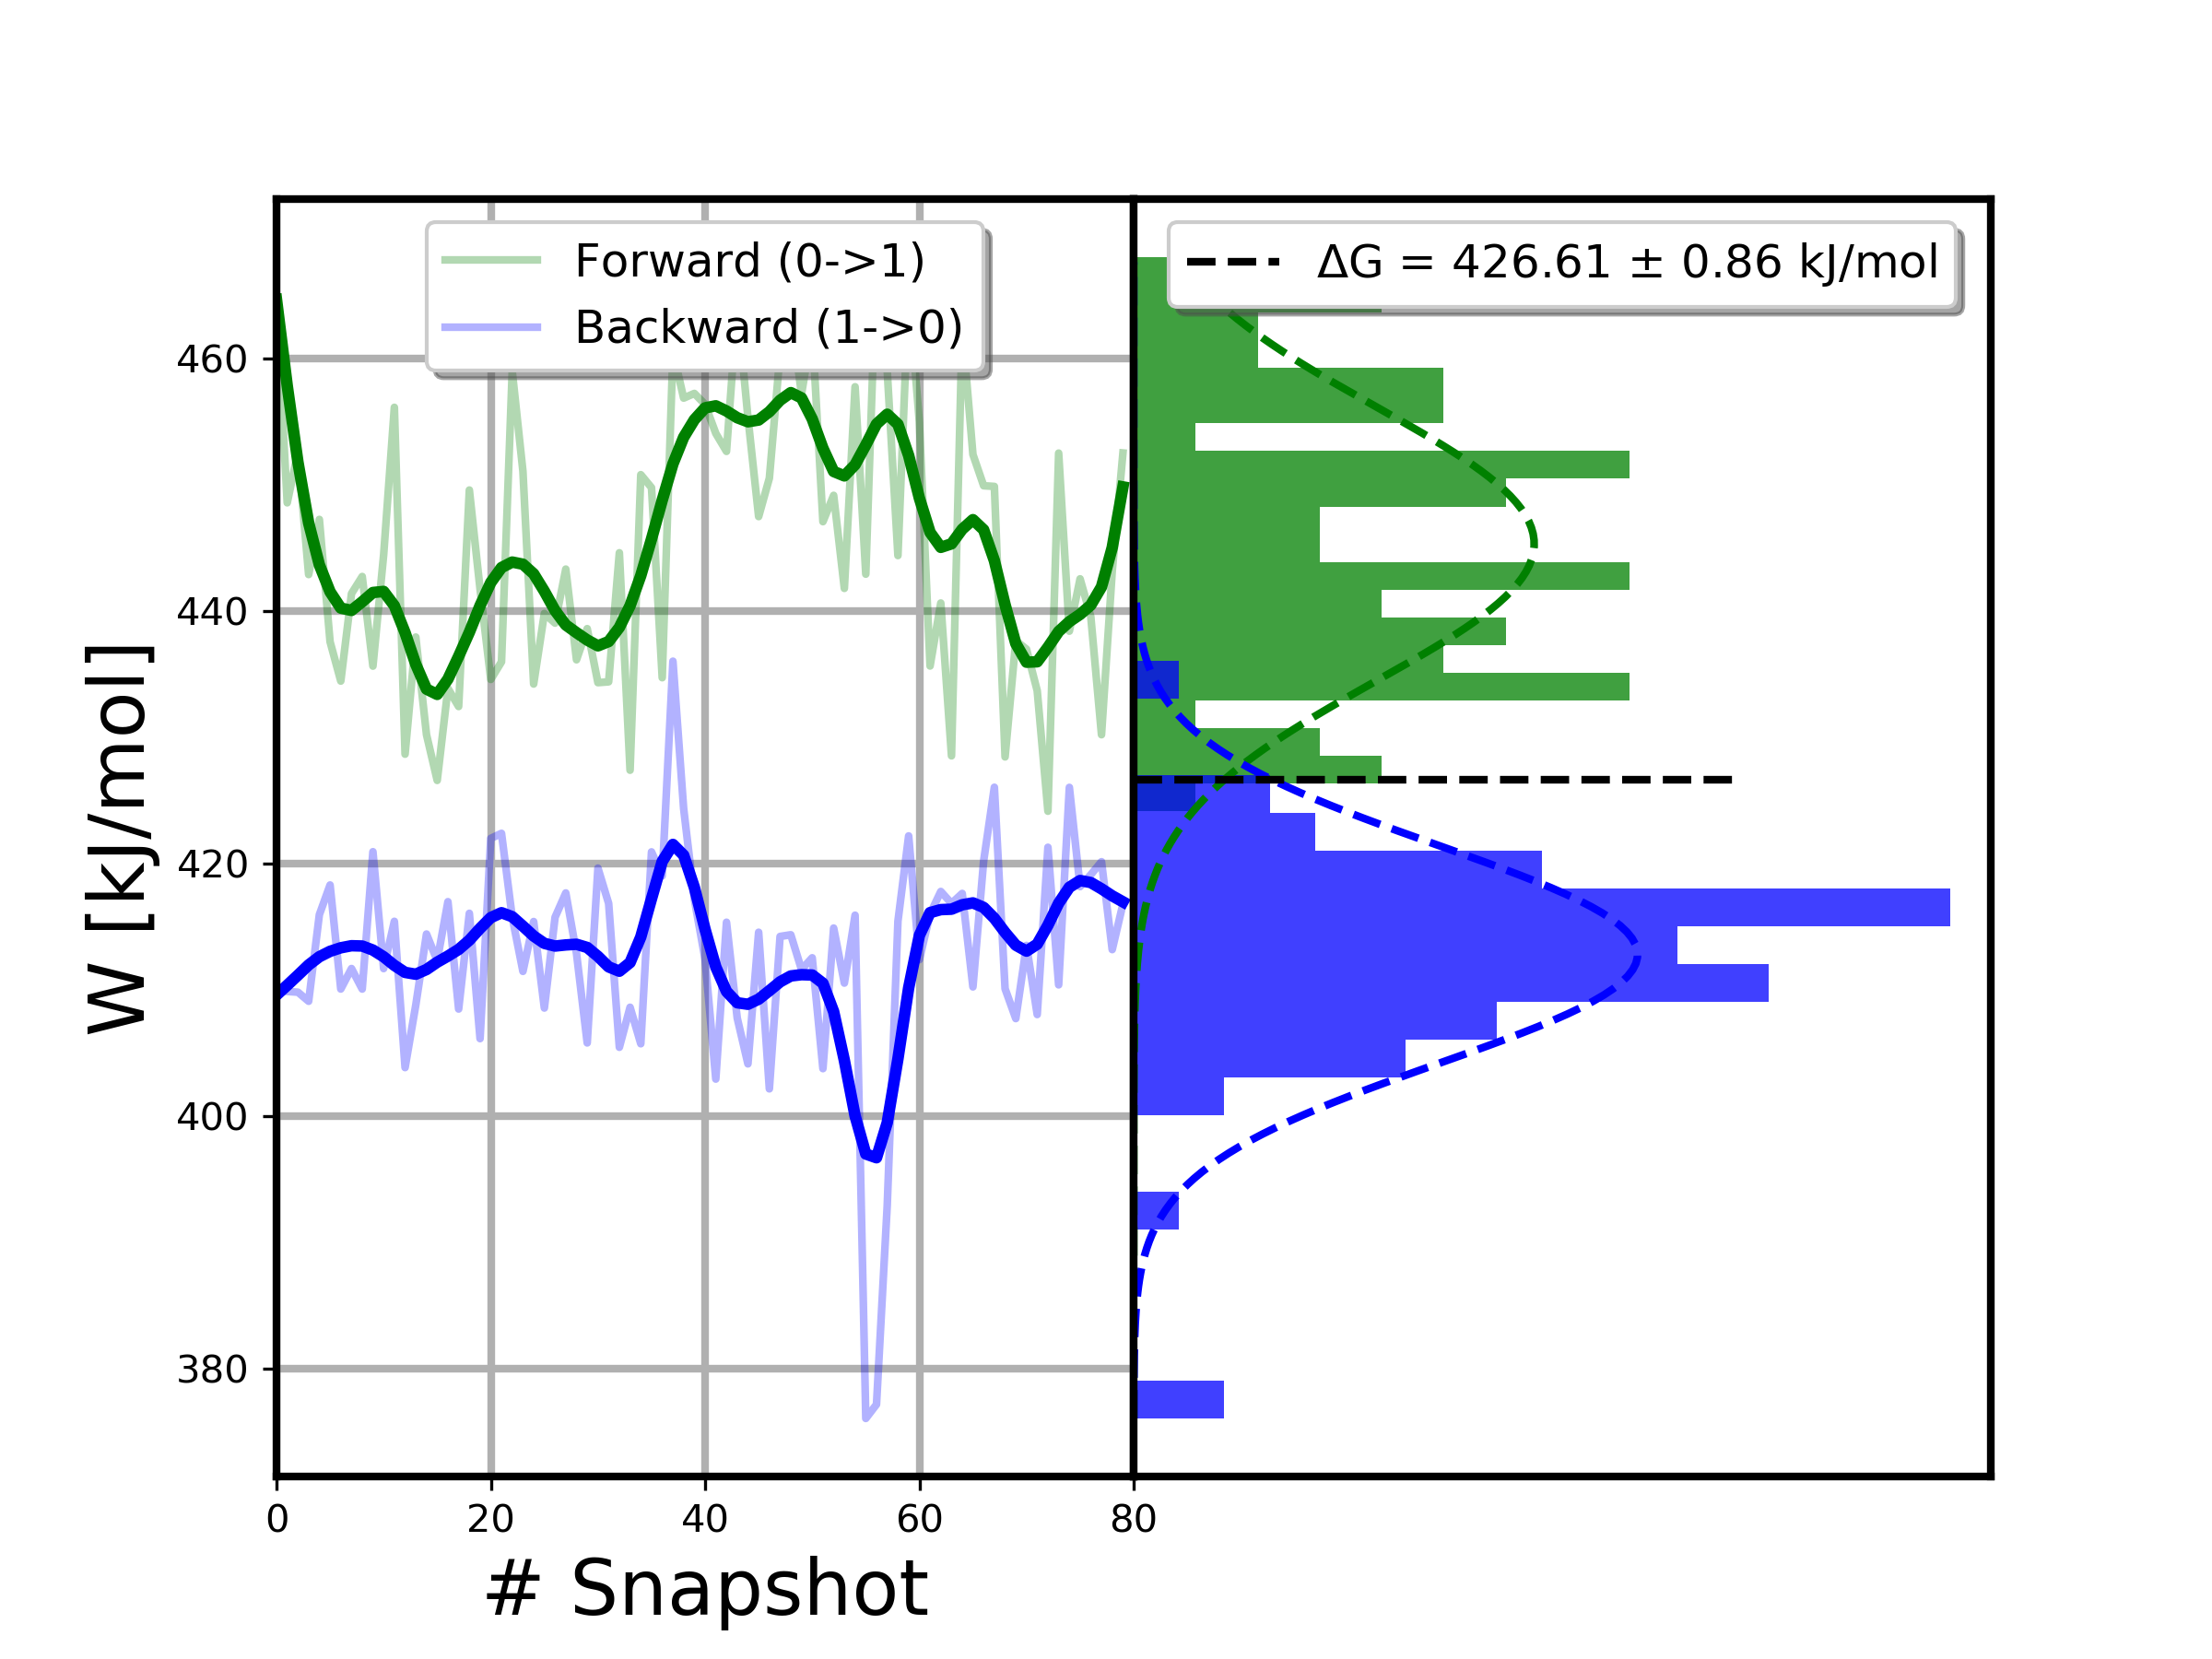 Forward (0->1)
Backward (1->0)
ΔG = 426.61 ± 0.86 kJ/mol
W [kJ/mol]
460
440
420
400
380
0 20 40 60 80
# Snapshot